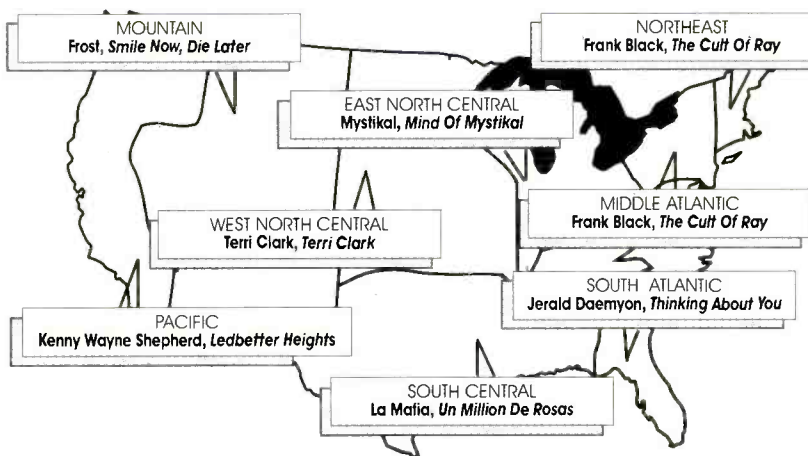 MOUNTAIN
Frost, Smile Now, Die Later
NORTHEAST
Frank Black, The Cult Of Ray
EAST NORTH CENTRAL
Mystikal, Mind Of Mystikal
WEST NORTH CENTRAL
Terri Clark, Terri Clark
MIDDLE ATLANTIC
Frank Black, The Cult Of Ray
SOUTH ATLANTIC
Jerald Daemyon, Thinking About You
PACIFIC
Kenny Wayne Shepherd, Ledbetter Heights
SOUTH CENTRAL
La Mafia, Un Million De Rosas